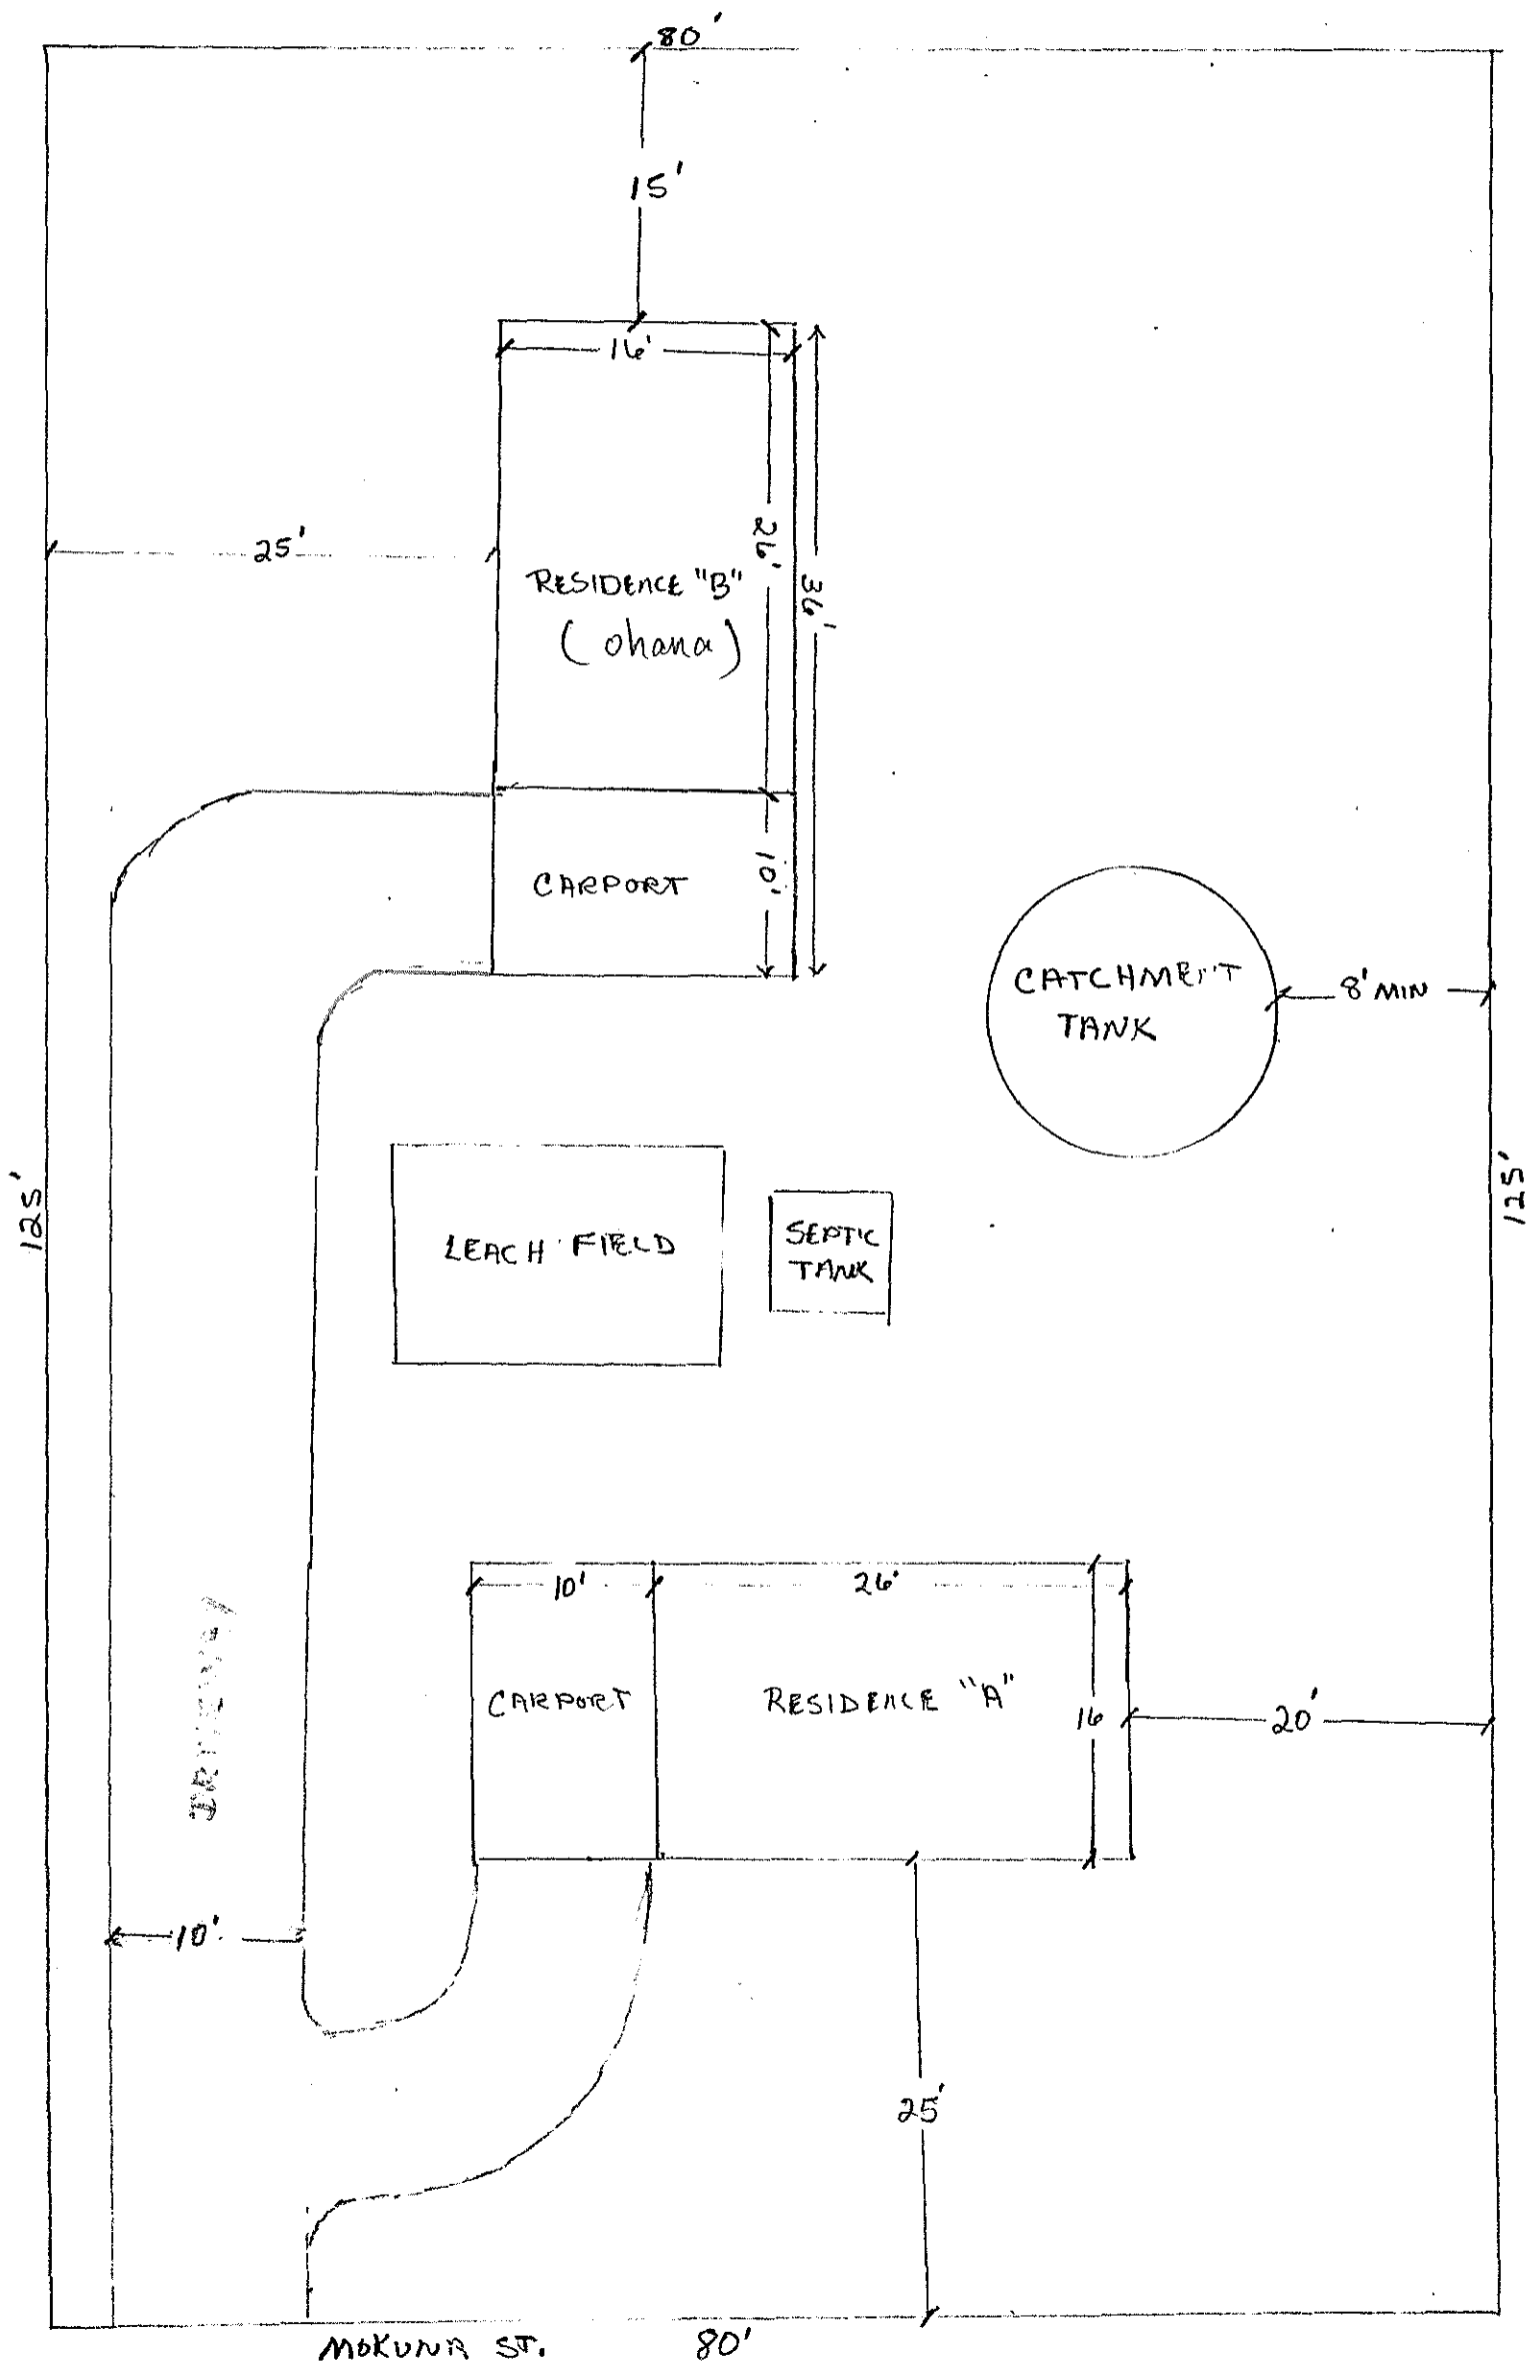 80'
15'
16'
25'
26'
36'
RESIDENCE "B"
(ohana)
10'
CARPORT
CATCHMENT
TANK
8' MIN
125'
125'
LEACH FIELD
SEPTIC
TANK
10'
26'
DRIVEWAY
CARPORT
RESIDENCE "A"
16
20'
10'
25'
MOKUNA ST.
80'